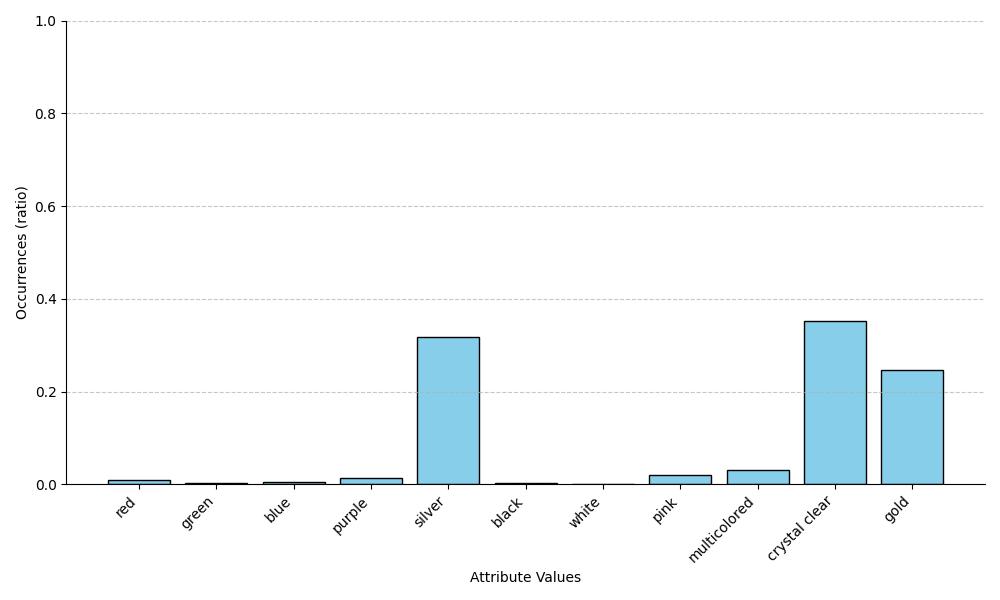 1.0
0.8
0.6
0.4
0.2
0.0
Occurrences (ratio)
red
green
blue
purple
silver
black
white
pink
multicolored
crystal clear
gold
Attribute Values